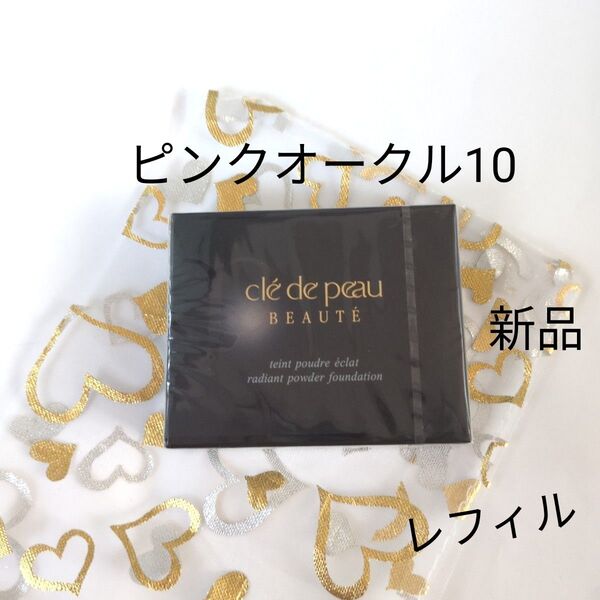 ピンクオークル10
clé de peau
BEAUTÉ
teint poudre éclat
radiant powder foundation
新品
レフィル